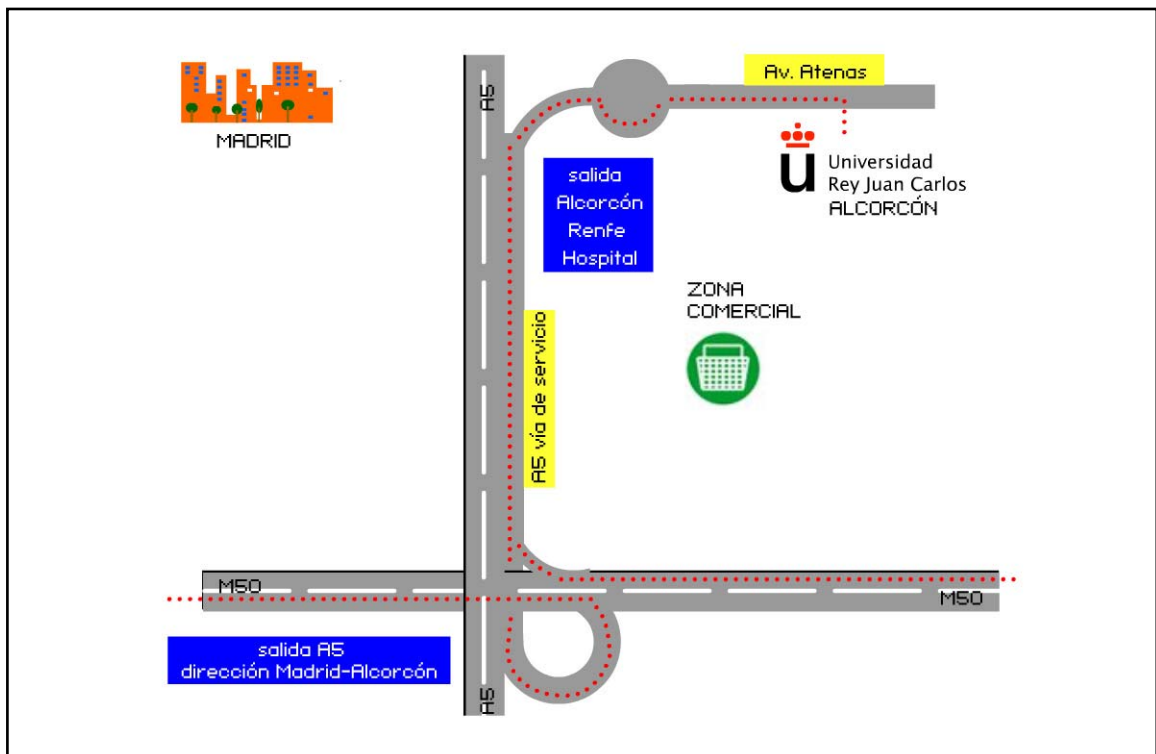 A5
Av. Atenas
MADRID
salida
Alcorcón
Renfe
Hospital
u Universidad
Rey Juan Carlos
ALCORCÓN
ZONA
COMERCIAL
A5 vía de servicio
M50
M50
salida A5
dirección Madrid-Alcorcón
A5